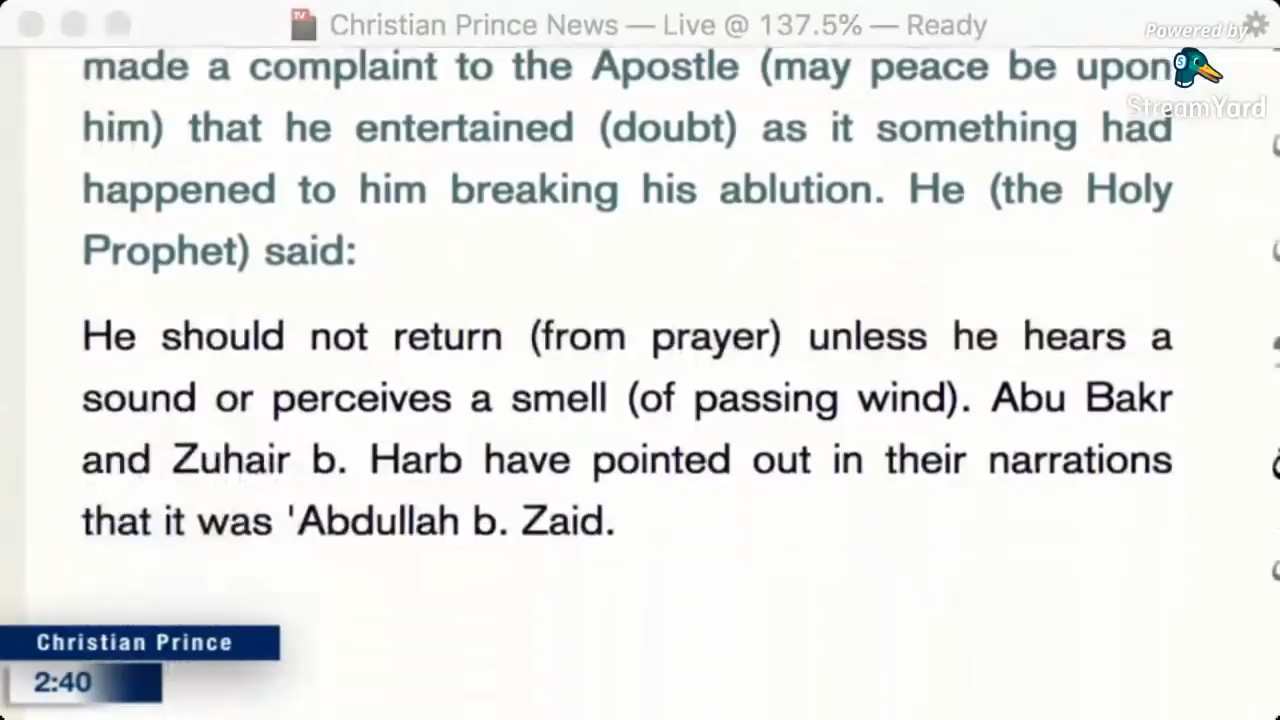 Christian Prince News — Live @ 137.5% — Ready
Powered by
StreamYard
made a complaint to the Apostle (may peace be upon
him) that he entertained (doubt) as it something had
happened to him breaking his ablution. He (the Holy
Prophet) said:
He should not return (from prayer) unless he hears a
sound or perceives a smell (of passing wind). Abu Bakr
and Zuhair b. Harb have pointed out in their narrations
that it was 'Abdullah b. Zaid.
Christian Prince
2:40